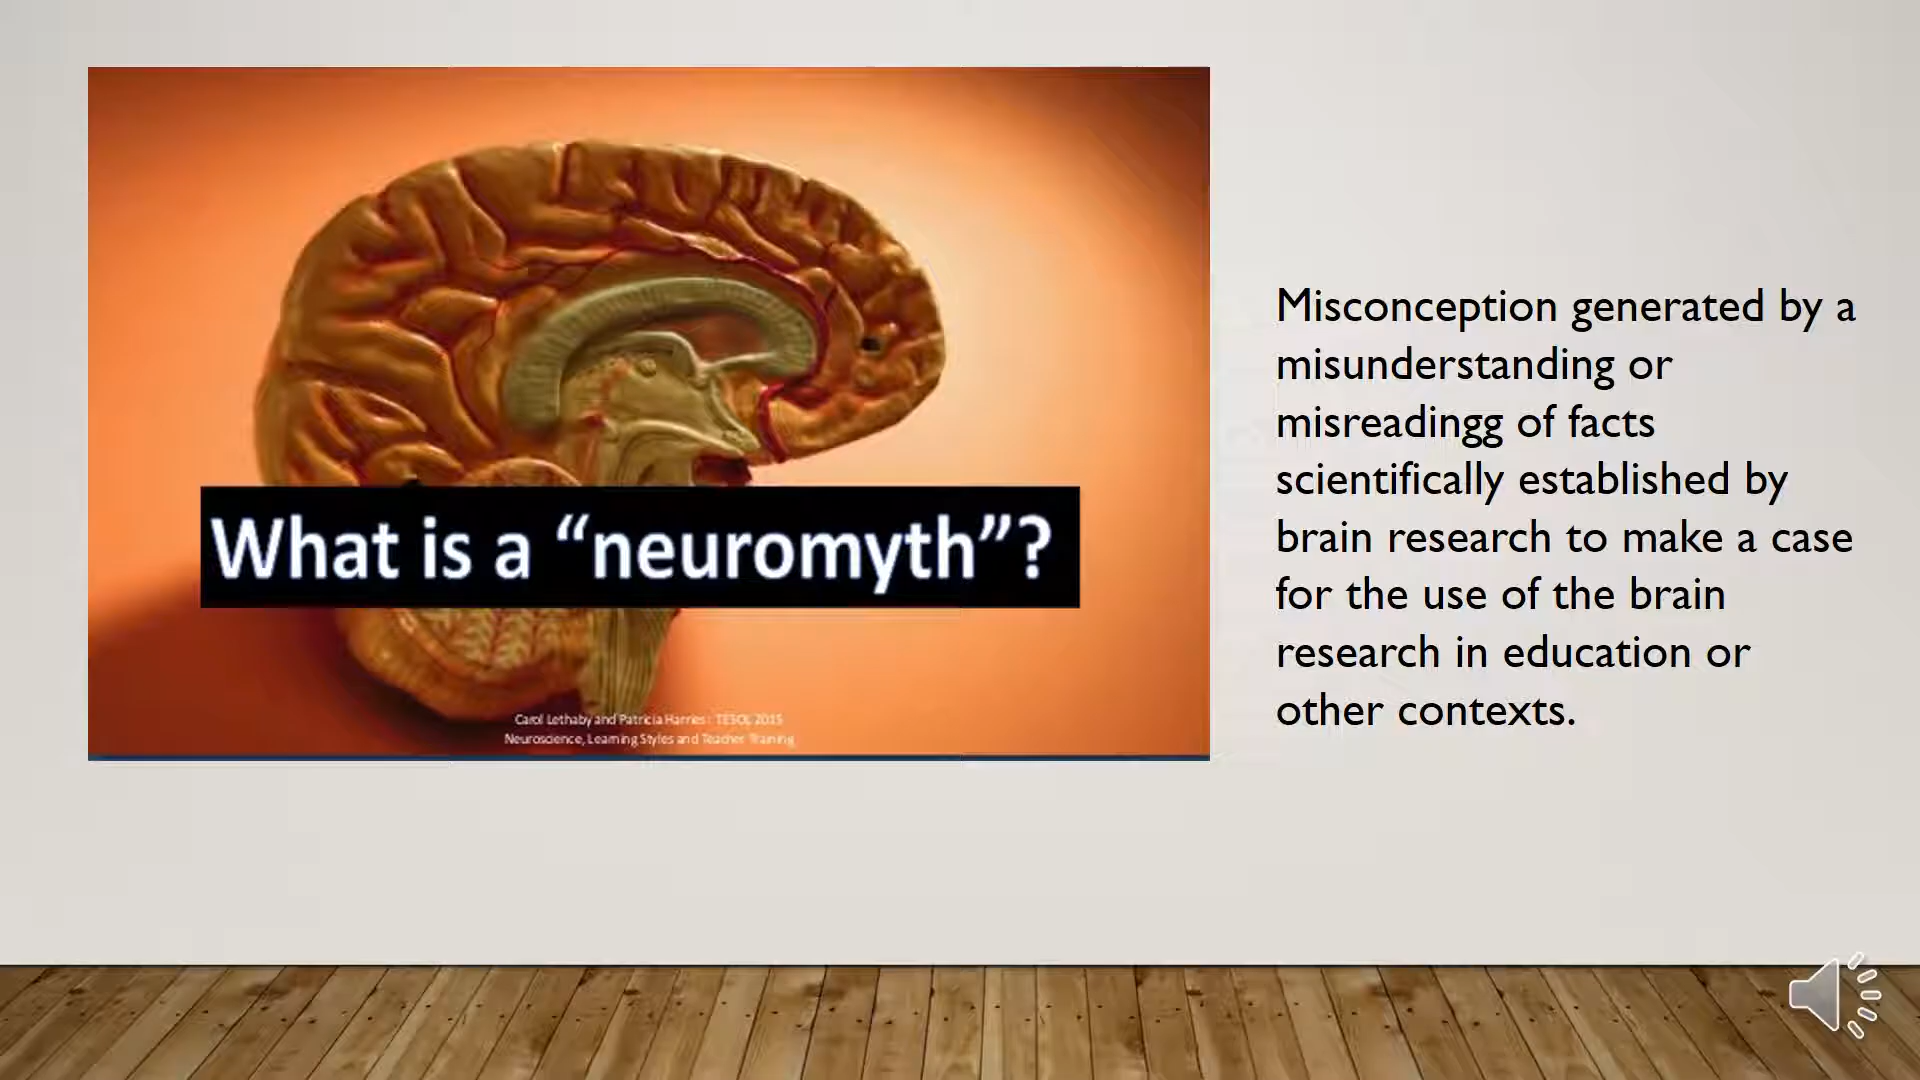 What is a “neuromyth”?
Carol Lethaby and Patricia Harries : TESOL 2015
Neuroscience, Learning Styles and Teacher Training
Misconception generated by a
misunderstanding or
misreadingg of facts
scientifically established by
brain research to make a case
for the use of the brain
research in education or
other contexts.